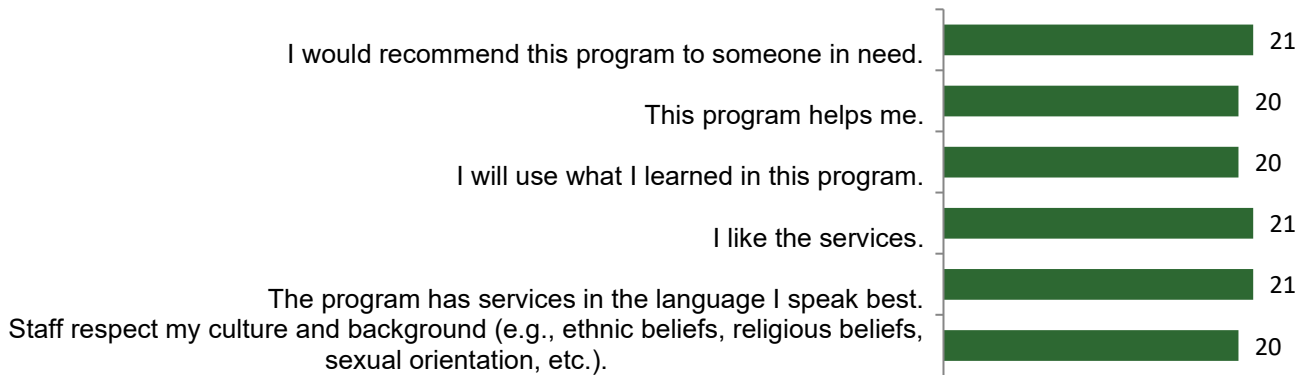 I would recommend this program to someone in need.
21
This program helps me.
20
I will use what I learned in this program.
20
I like the services.
21
The program has services in the language I speak best.
21
Staff respect my culture and background (e.g., ethnic beliefs, religious beliefs,
sexual orientation, etc.).
20